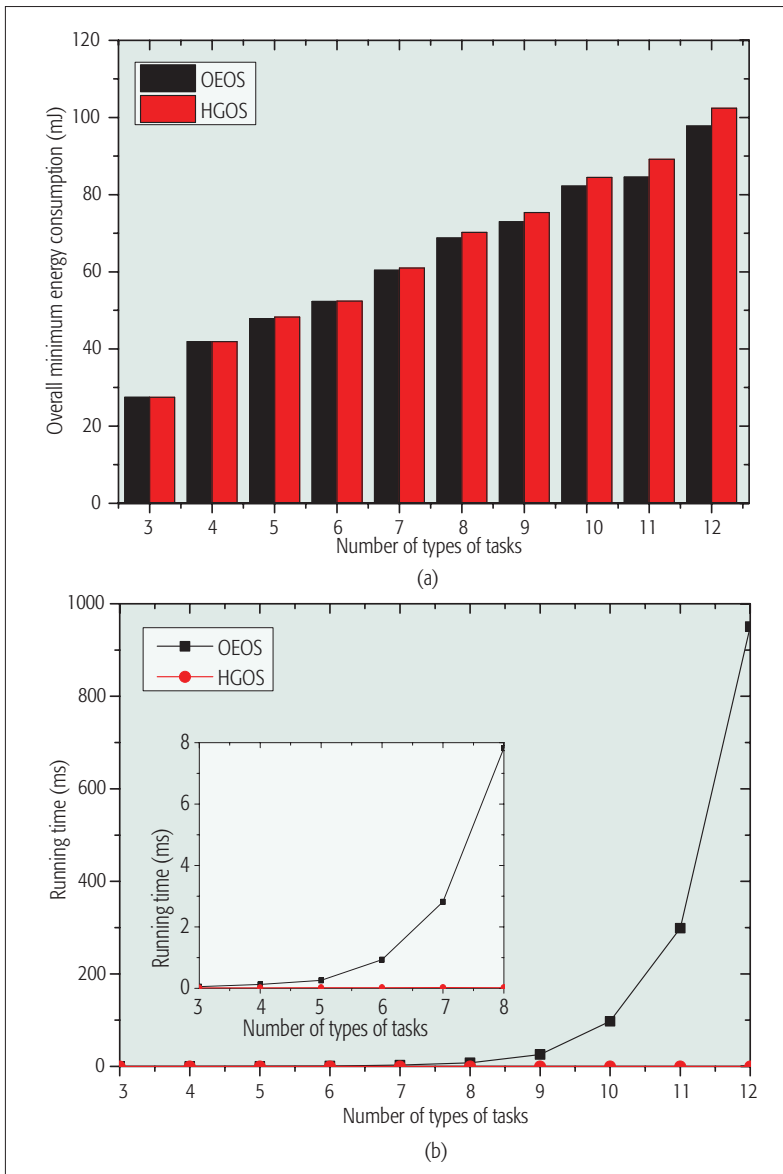 120
100
80
60
40
20
0
Overall minimum energy consumption (mJ)
OEOS
HGOS
3 4 5 6 7 8 9 10 11 12
Number of types of tasks
(a)
1000
800
600
400
200
0
Running time (ms)
OEOS
HGOS
8
6
4
2
0
Running time (ms)
3 4 5 6 7 8
Number of types of tasks
3 4 5 6 7 8 9 10 11 12
Number of types of tasks
(b)